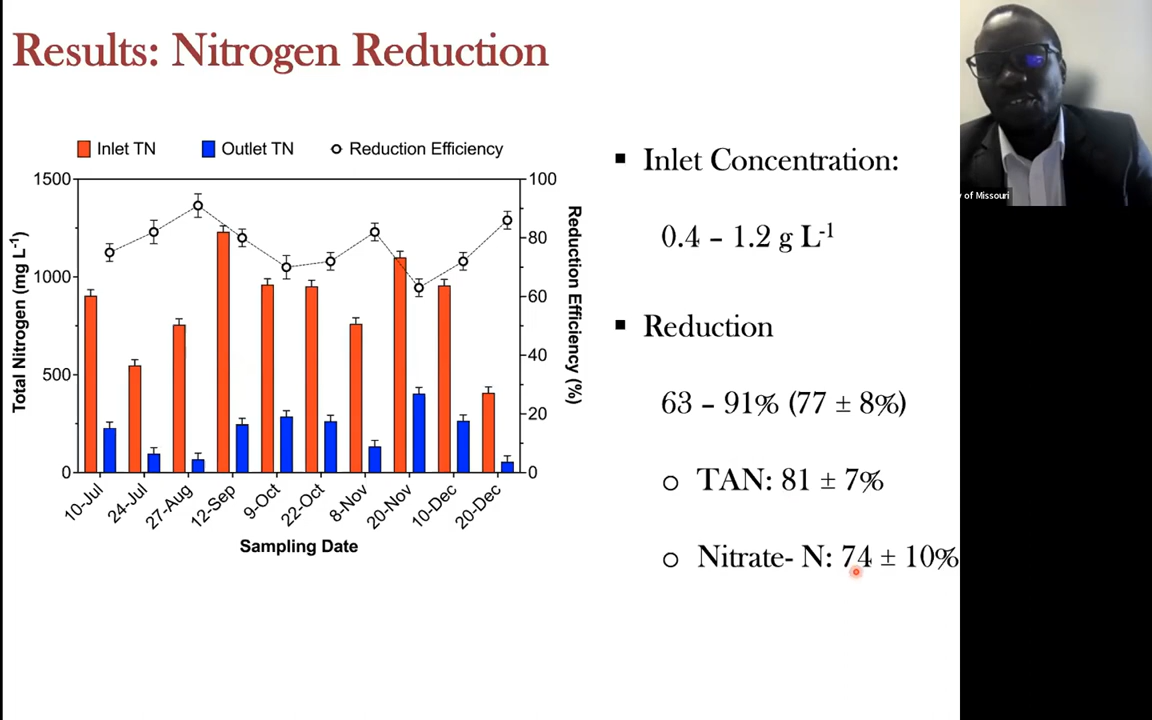 Results: Nitrogen Reduction
Inlet TN Outlet TN Reduction Efficiency
1500
1000
500
0
Total Nitrogen (mg L-1)
100
80
60
40
20
0
Reduction Efficiency (%)
10-Jul 24-Jul 27-Aug 12-Sep 9-Oct 22-Oct 8-Nov 20-Nov 10-Dec 20-Dec
Sampling Date
▪ Inlet Concentration:
0.4 – 1.2 g L-1
▪ Reduction
63 – 91% (77 ± 8%)
○ TAN: 81 ± 7%
○ Nitrate- N: 74 ± 10%
y of Missouri